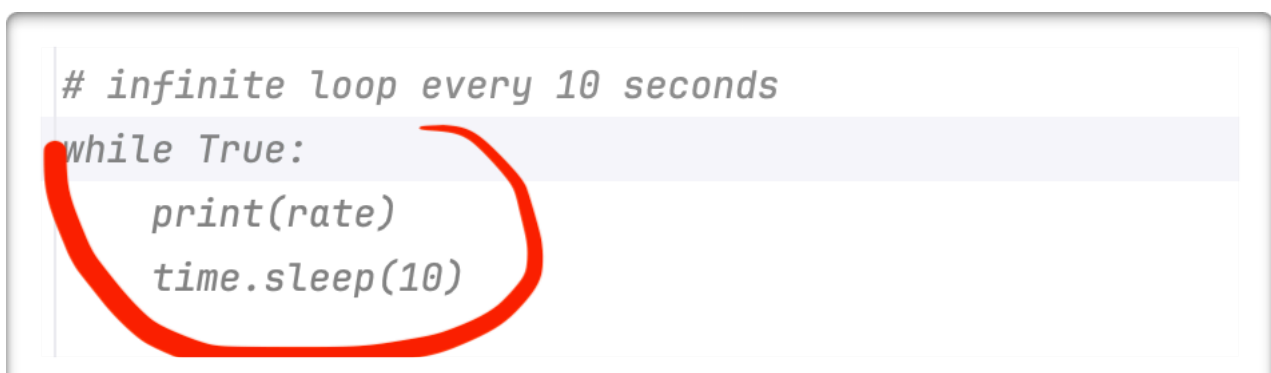 # infinite loop every 10 seconds
while True:
    print(rate)
    time.sleep(10)